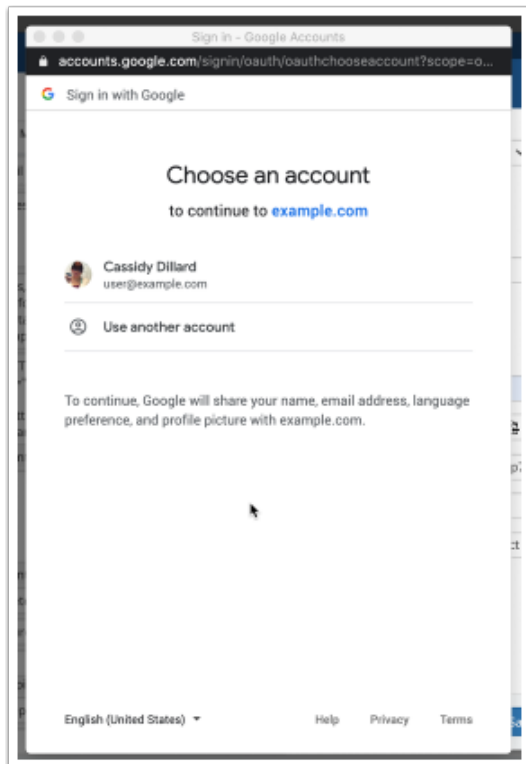 Sign in - Google Accounts
accounts.google.com/signin/oauth/oauthchooseaccount?scope=o...
Sign in with Google
Choose an account
to continue to example.com
Cassidy Dillard
user@example.com
Use another account
To continue, Google will share your name, email address, language
preference, and profile picture with example.com.
English (United States)
Help Privacy Terms